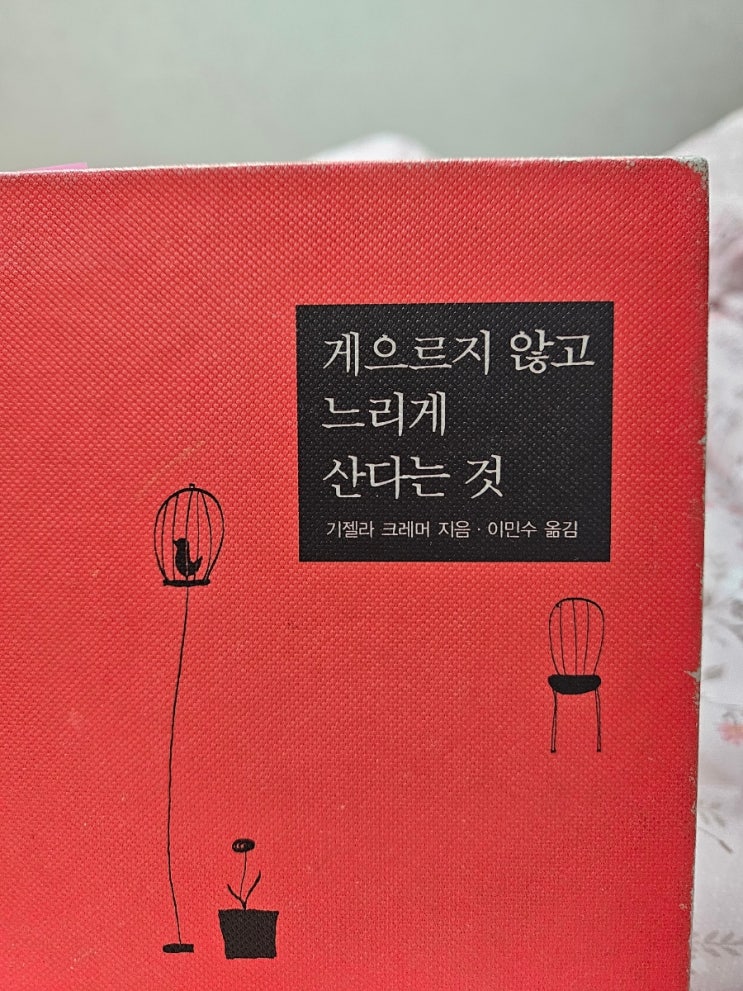 게으르지 않고
느리게
산다는 것
기젤라 크레머 지음 · 이민수 옮김